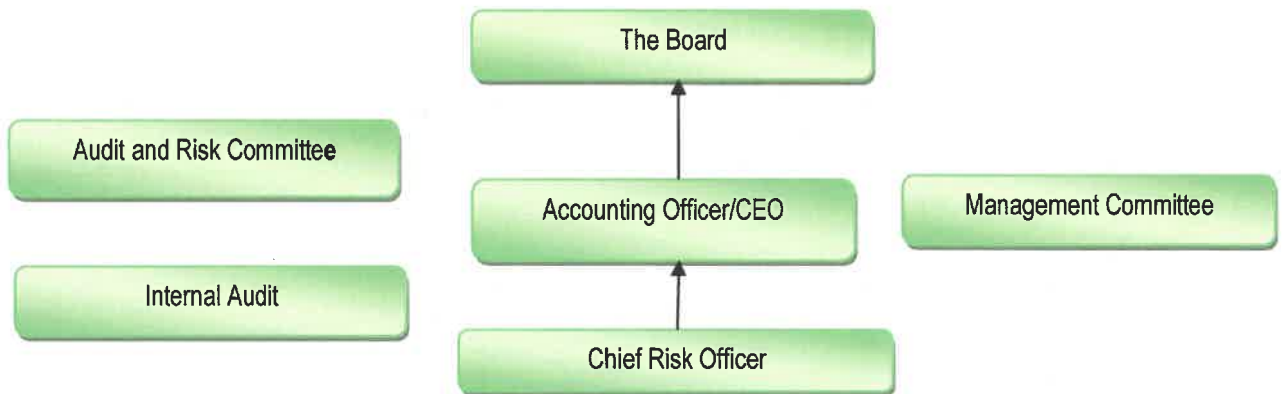 The Board
Audit and Risk Committee
Accounting Officer/CEO
Management Committee
Internal Audit
Chief Risk Officer